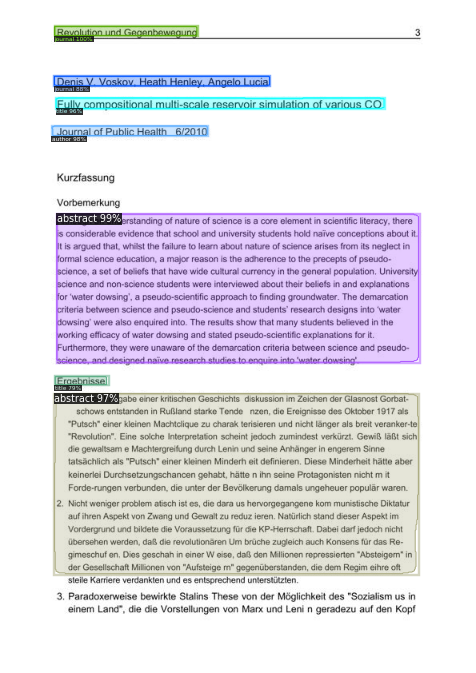 Revolution und Gegenbewegung 3
journal 100%
Denis V. Voskov, Heath Henley, Angelo Lucia
journal 88%
Fully compositional multi-scale reservoir simulation of various CO
title 96%
Journal of Public Health 6/2010
author 98%
Kurzfassung
Vorbemerkung
abstract 99% erstanding of nature of science is a core element in scientific literacy, there
is considerable evidence that school and university students hold naïve conceptions about it.
It is argued that, whilst the failure to learn about nature of science arises from its neglect in
formal science education, a major reason is the adherence to the precepts of pseudo-
science, a set of beliefs that have wide cultural currency in the general population. University
science and non-science students were interviewed about their beliefs in and explanations
for 'water dowsing', a pseudo-scientific approach to finding groundwater. The demarcation
criteria between science and pseudo-science and students' research designs into 'water
dowsing' were also enquired into. The results show that many students believed in the
working efficacy of water dowsing and stated pseudo-scientific explanations for it.
Furthermore, they were unaware of the demarcation criteria between science and pseudo-
science, and designed naïve research studies to enquire into 'water dowsing'.
Ergebnisse
title 79%
abstract 97% gabe einer kritischen Geschichts diskussion im Zeichen der Glasnost Gorbat-
schows entstanden in Rußland starke Tende nzen, die Ereignisse des Oktober 1917 als
"Putsch" einer kleinen Machtclique zu charak terisieren und nicht länger als breit veranker-te
"Revolution". Eine solche Interpretation scheint jedoch zumindest verkürzt. Gewiß läßt sich
die gewaltsam e Machtergreifung durch Lenin und seine Anhänger in engerem Sinne
tatsächlich als "Putsch" einer kleinen Minderh eit definieren. Diese Minderheit hätte aber
keinerlei Durchsetzungschancen gehabt, hätte n ihn seine Protagonisten nicht m it
Forde-rungen verbunden, die unter der Bevölkerung damals ungeheuer populär waren.
2. Nicht weniger problem atisch ist es, die dara us hervorgegangene kom munistische Diktatur
auf ihren Aspekt von Zwang und Gewalt zu reduz ieren. Natürlich stand dieser Aspekt im
Vordergrund und bildete die Voraussetzung für die KP-Herrschaft. Dabei darf jedoch nicht
übersehen werden, daß die revolutionären Um brüche zugleich auch Konsens für das Re-
gimeschuf en. Dies geschah in einer W eise, daß den Millionen repressierten "Absteigern" in
der Gesellschaft Millionen von "Aufsteige rn" gegenüberstanden, die dem Regim eihre oft
steile Karriere verdankten und es entsprechend unterstützten.
3. Paradoxerweise bewirkte Stalins These von der Möglichkeit des "Sozialism us in
einem Land", die die Vorstellungen von Marx und Leni n geradezu auf den Kopf